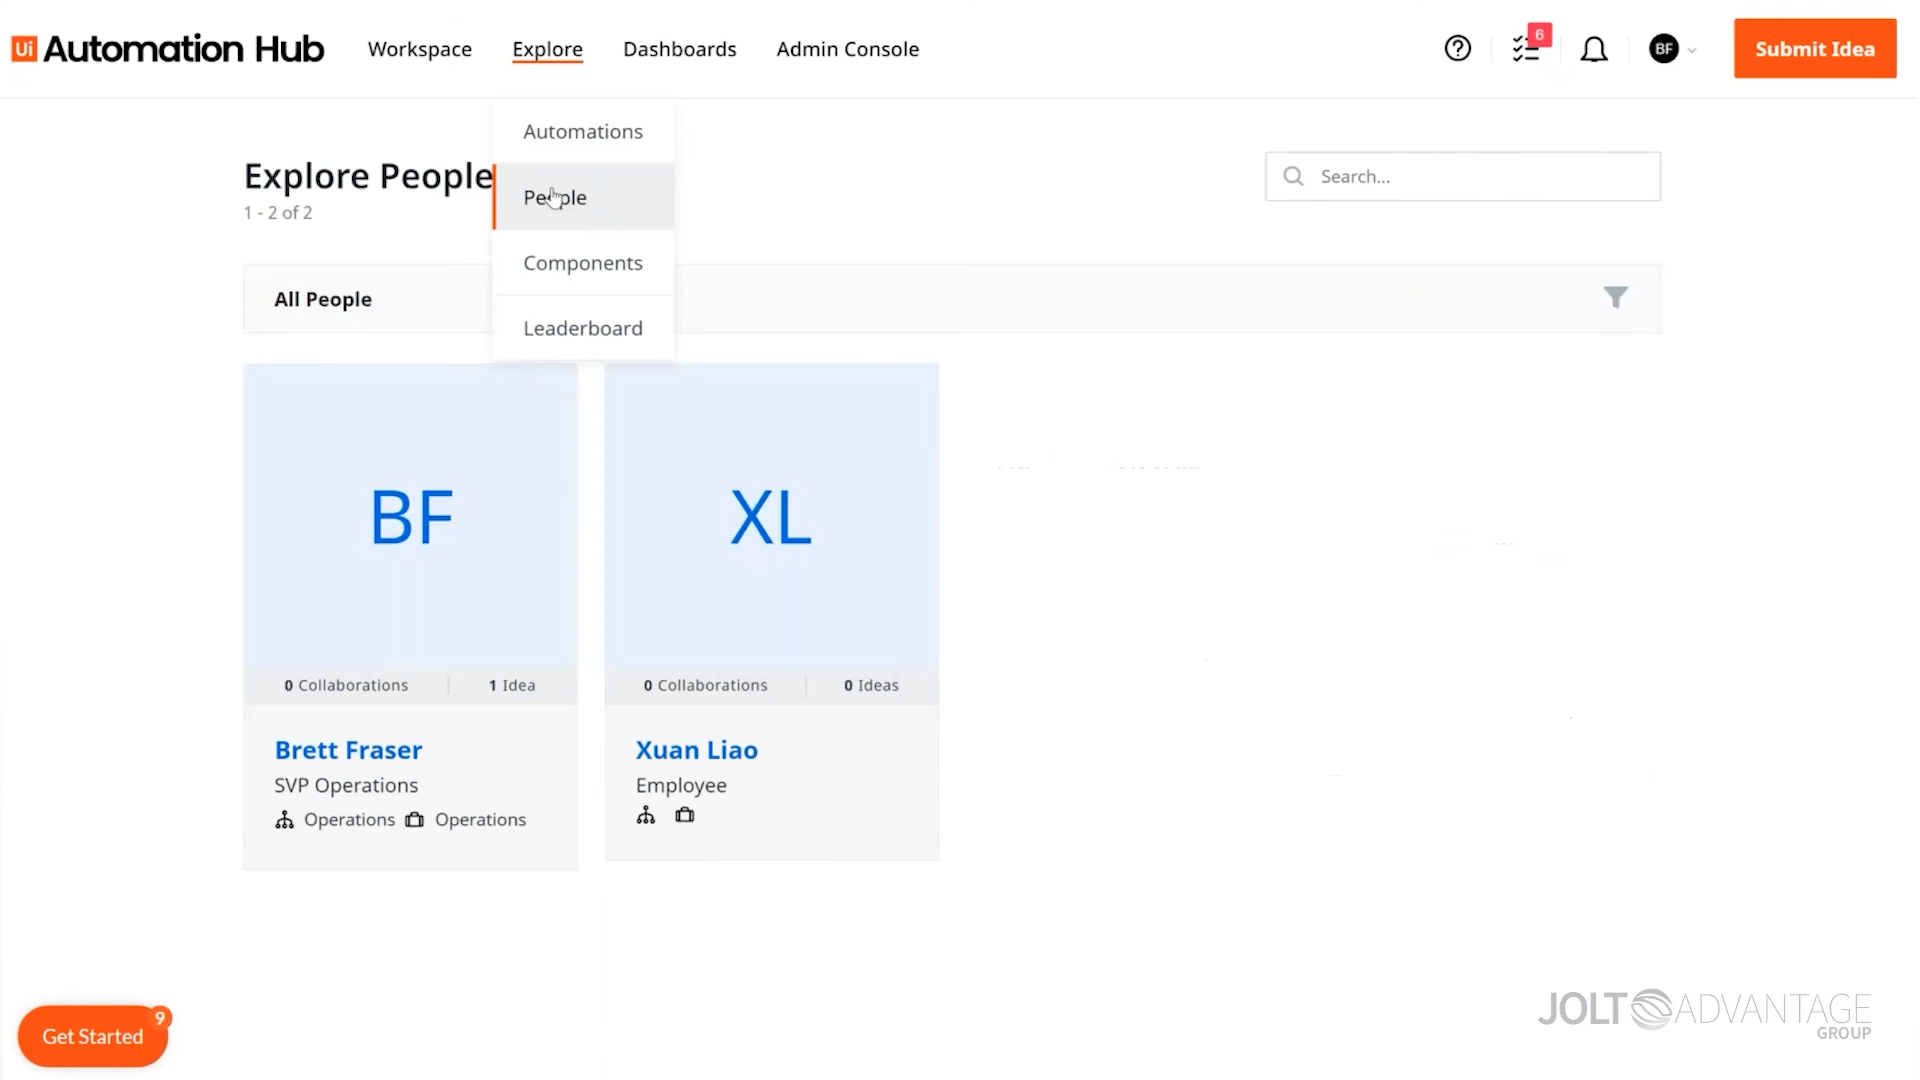 Ui Automation Hub
Workspace
Explore
Dashboards
Admin Console
6
BF
Submit Idea
Automations
People
Components
Leaderboard
Explore People
1 - 2 of 2
Search...
All People
BF
0 Collaborations
1 Idea
Brett Fraser
SVP Operations
Operations
Operations
XL
0 Collaborations
0 Ideas
Xuan Liao
Employee
Get Started
9
JOLT ADVANTAGE
GROUP